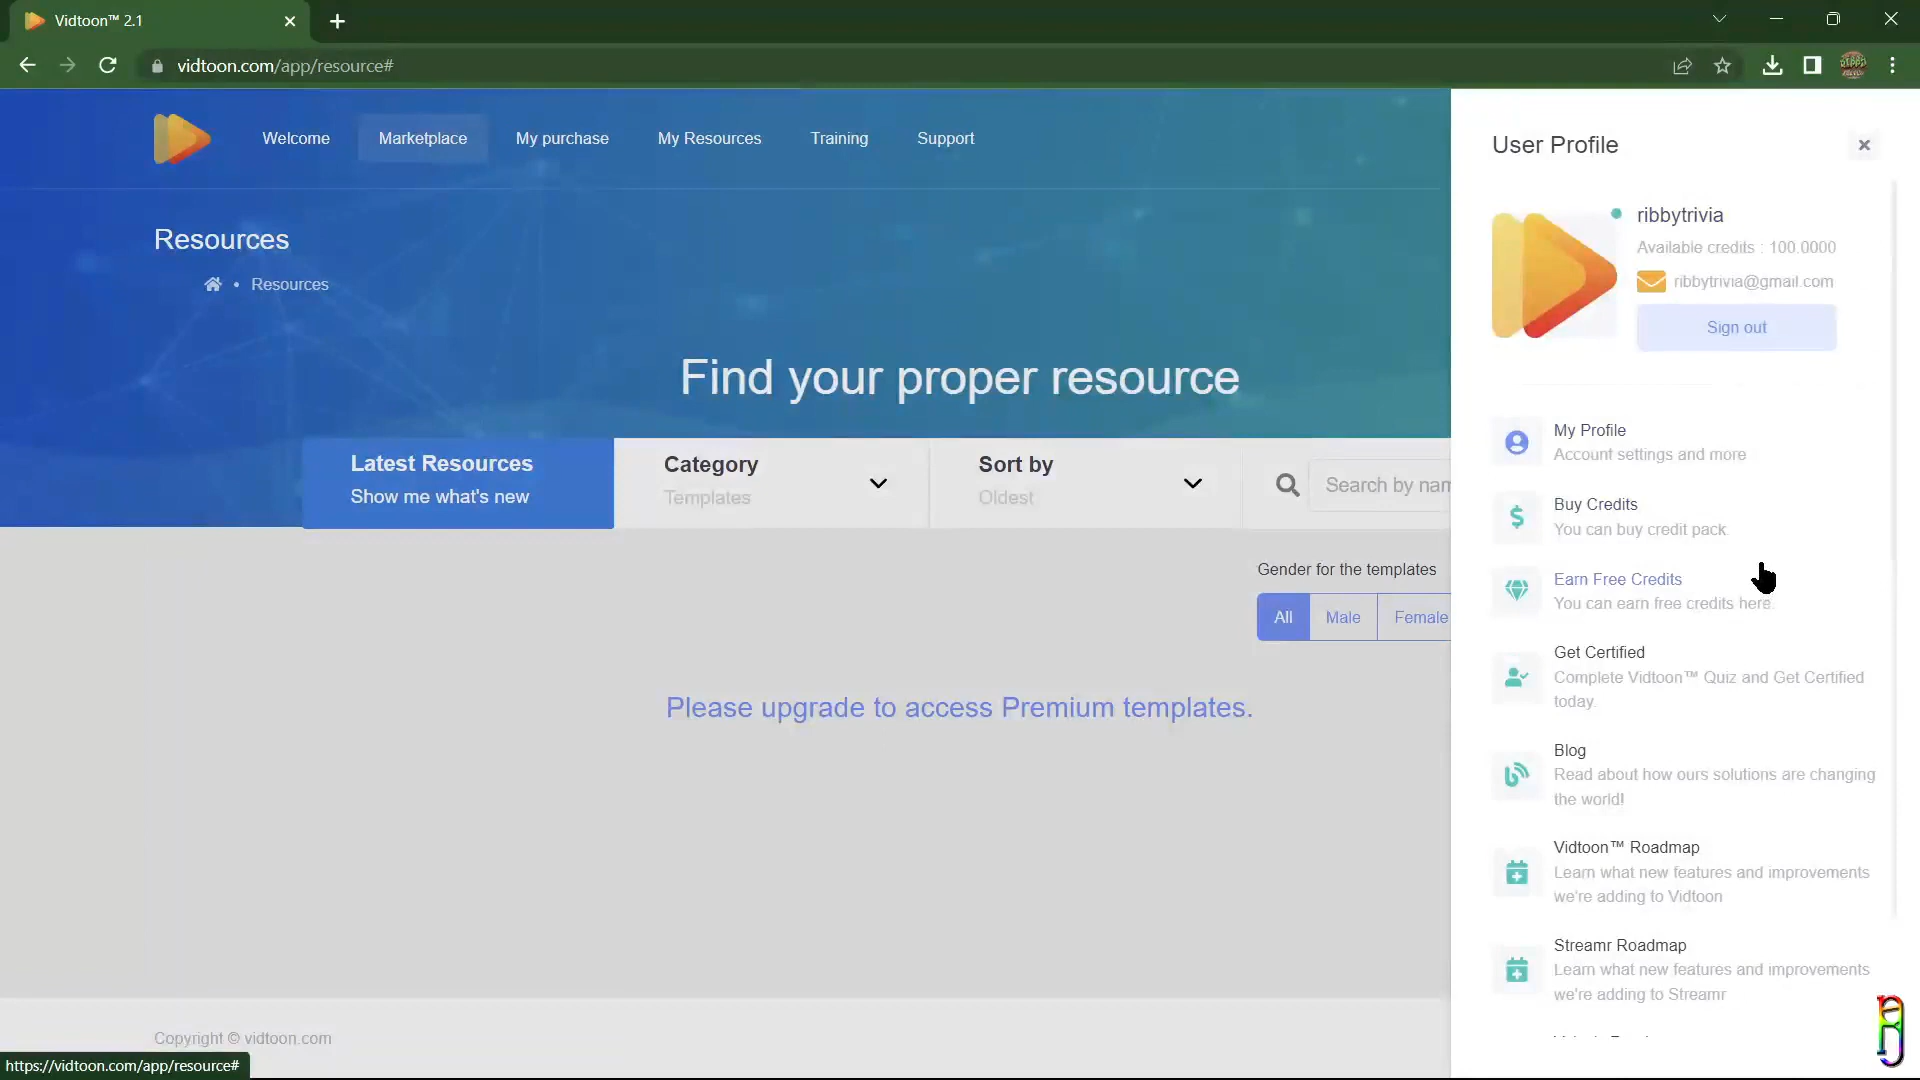 Vidtoon™ 2.1
vidtoon.com/app/resource#
Welcome
Marketplace
My purchase
My Resources
Training
Support
Resources
Resources
Find your proper resource
Latest Resources
Show me what's new
Category
Templates
Sort by
Oldest
Search by nam
Gender for the templates
All
Male
Female
Please upgrade to access Premium templates.
Copyright © vidtoon.com
https://vidtoon.com/app/resource#
User Profile
ribbytrivia
Available credits : 100.0000
ribbytrivia@gmail.com
Sign out
My Profile
Account settings and more
Buy Credits
You can buy credit pack.
Earn Free Credits
You can earn free credits here.
Get Certified
Complete Vidtoon™ Quiz and Get Certified
today.
Blog
Read about how ours solutions are changing
the world!
Vidtoon™ Roadmap
Learn what new features and improvements
we're adding to Vidtoon
Streamr Roadmap
Learn what new features and improvements
we're adding to Streamr